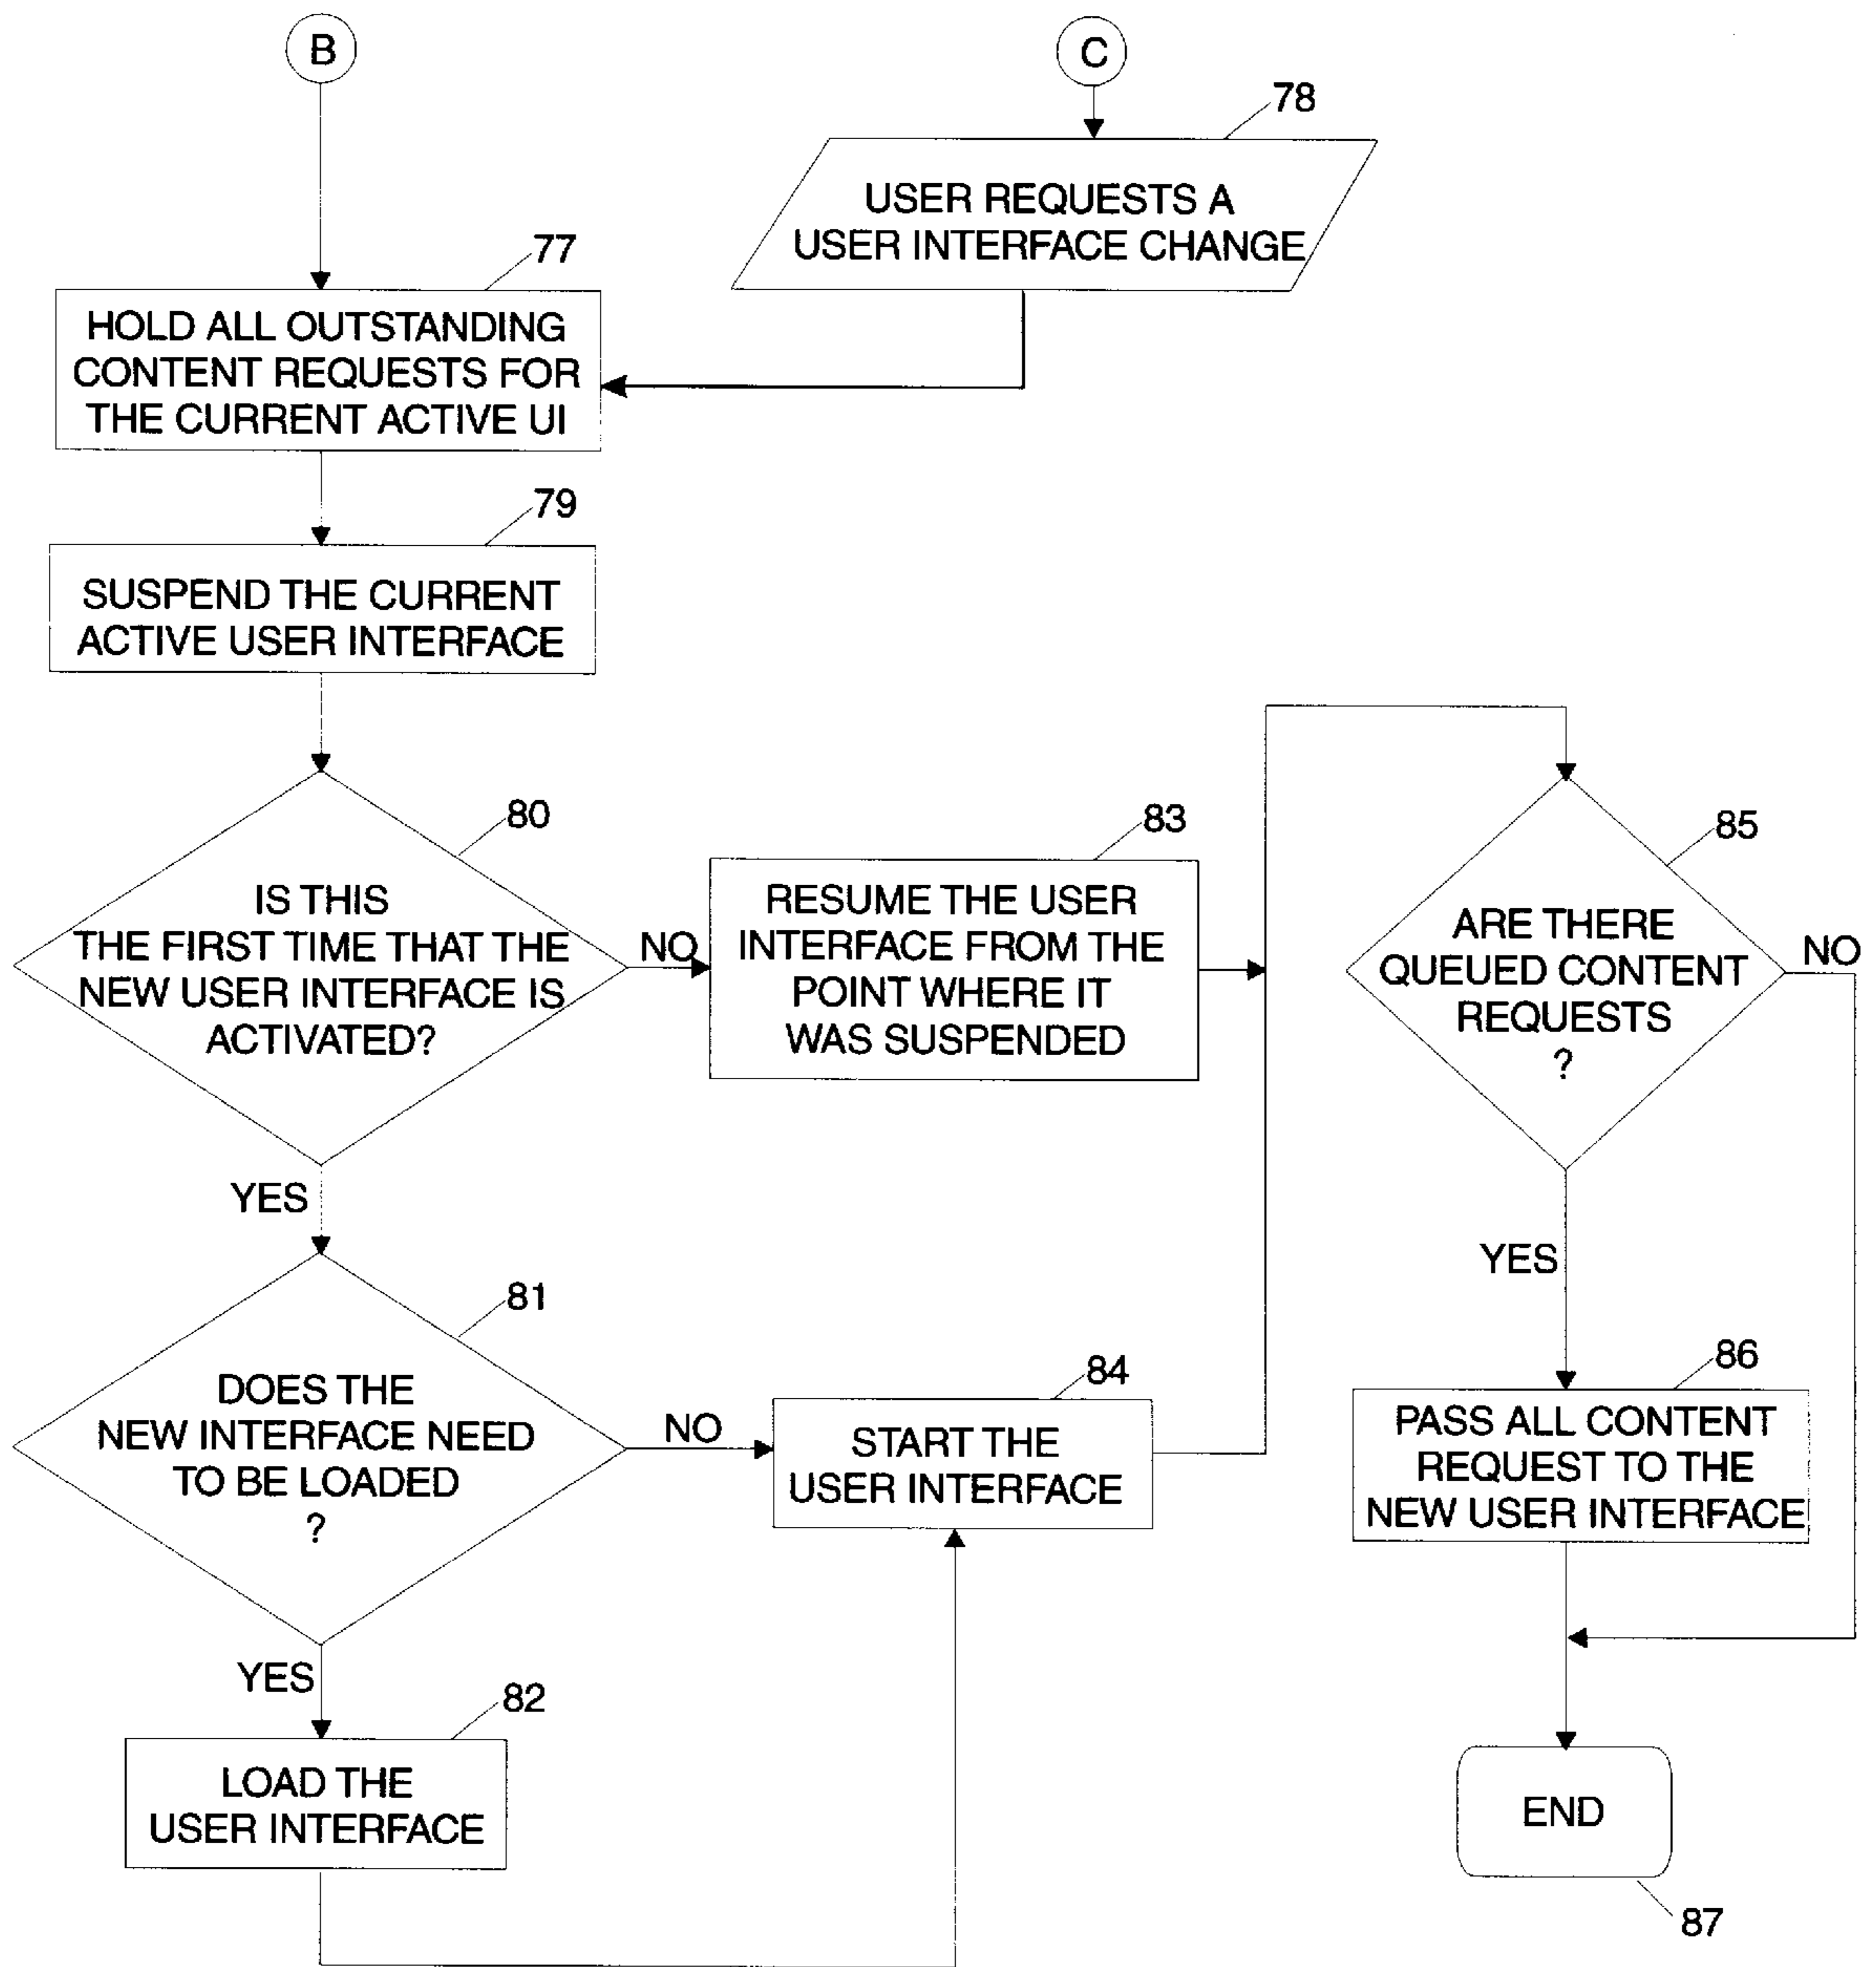 B
C
78
USER REQUESTS A
USER INTERFACE CHANGE
77
HOLD ALL OUTSTANDING
CONTENT REQUESTS FOR
THE CURRENT ACTIVE UI
79
SUSPEND THE CURRENT
ACTIVE USER INTERFACE
80
IS THIS
THE FIRST TIME THAT THE
NEW USER INTERFACE IS
ACTIVATED?
NO
83
RESUME THE USER
INTERFACE FROM THE
POINT WHERE IT
WAS SUSPENDED
85
ARE THERE
QUEUED CONTENT
REQUESTS
?
NO
YES
YES
81
DOES THE
NEW INTERFACE NEED
TO BE LOADED
?
NO
84
START THE
USER INTERFACE
86
PASS ALL CONTENT
REQUEST TO THE
NEW USER INTERFACE
YES
82
LOAD THE
USER INTERFACE
END
87